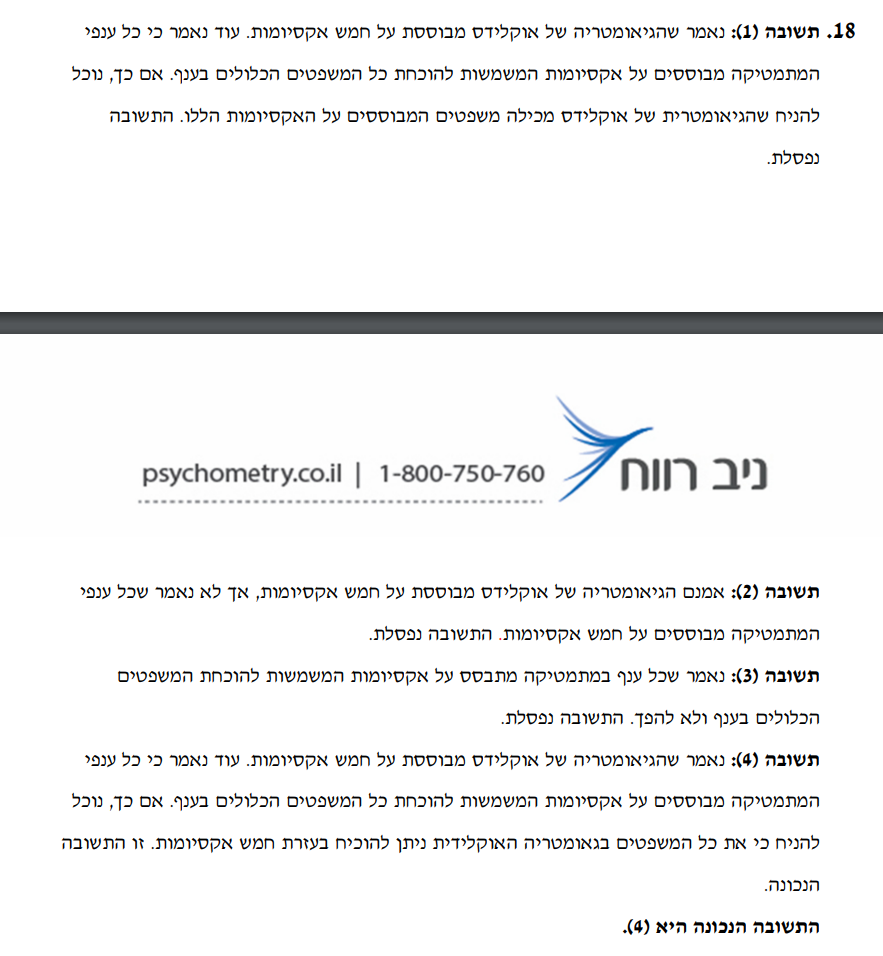 18. תשובה (1): נאמר שהגיאומטריה של אוקלידס מבוססת על חמש אקסיומות. עוד נאמר כי כל ענפי
המתמטיקה מבוססים על אקסיומות המשמשות להוכחת כל המשפטים הכלולים בענף. אם כך, נוכל
להניח שהגיאומטרית של אוקלידס מכילה משפטים המבוססים על האקסיומות הללו. התשובה
נפסלת.
ניב רווח
psychometry.co.il | 1-800-750-760
תשובה (2): אמנם הגיאומטריה של אוקלידס מבוססת על חמש אקסיומות, אך לא נאמר שכל ענפי
המתמטיקה מבוססים על חמש אקסיומות. התשובה נפסלת.
תשובה (3): נאמר שכל ענף במתמטיקה מתבסס על אקסיומות המשמשות להוכחת המשפטים
הכלולים בענף ולא להפך. התשובה נפסלת.
תשובה (4): נאמר שהגיאומטריה של אוקלידס מבוססת על חמש אקסיומות. עוד נאמר כי כל ענפי
המתמטיקה מבוססים על אקסיומות המשמשות להוכחת כל המשפטים הכלולים בענף. אם כך, נוכל
להניח כי את כל המשפטים בגאומטריה האוקלידית ניתן להוכיח בעזרת חמש אקסיומות. זו התשובה
הנכונה.
התשובה הנכונה היא (4).